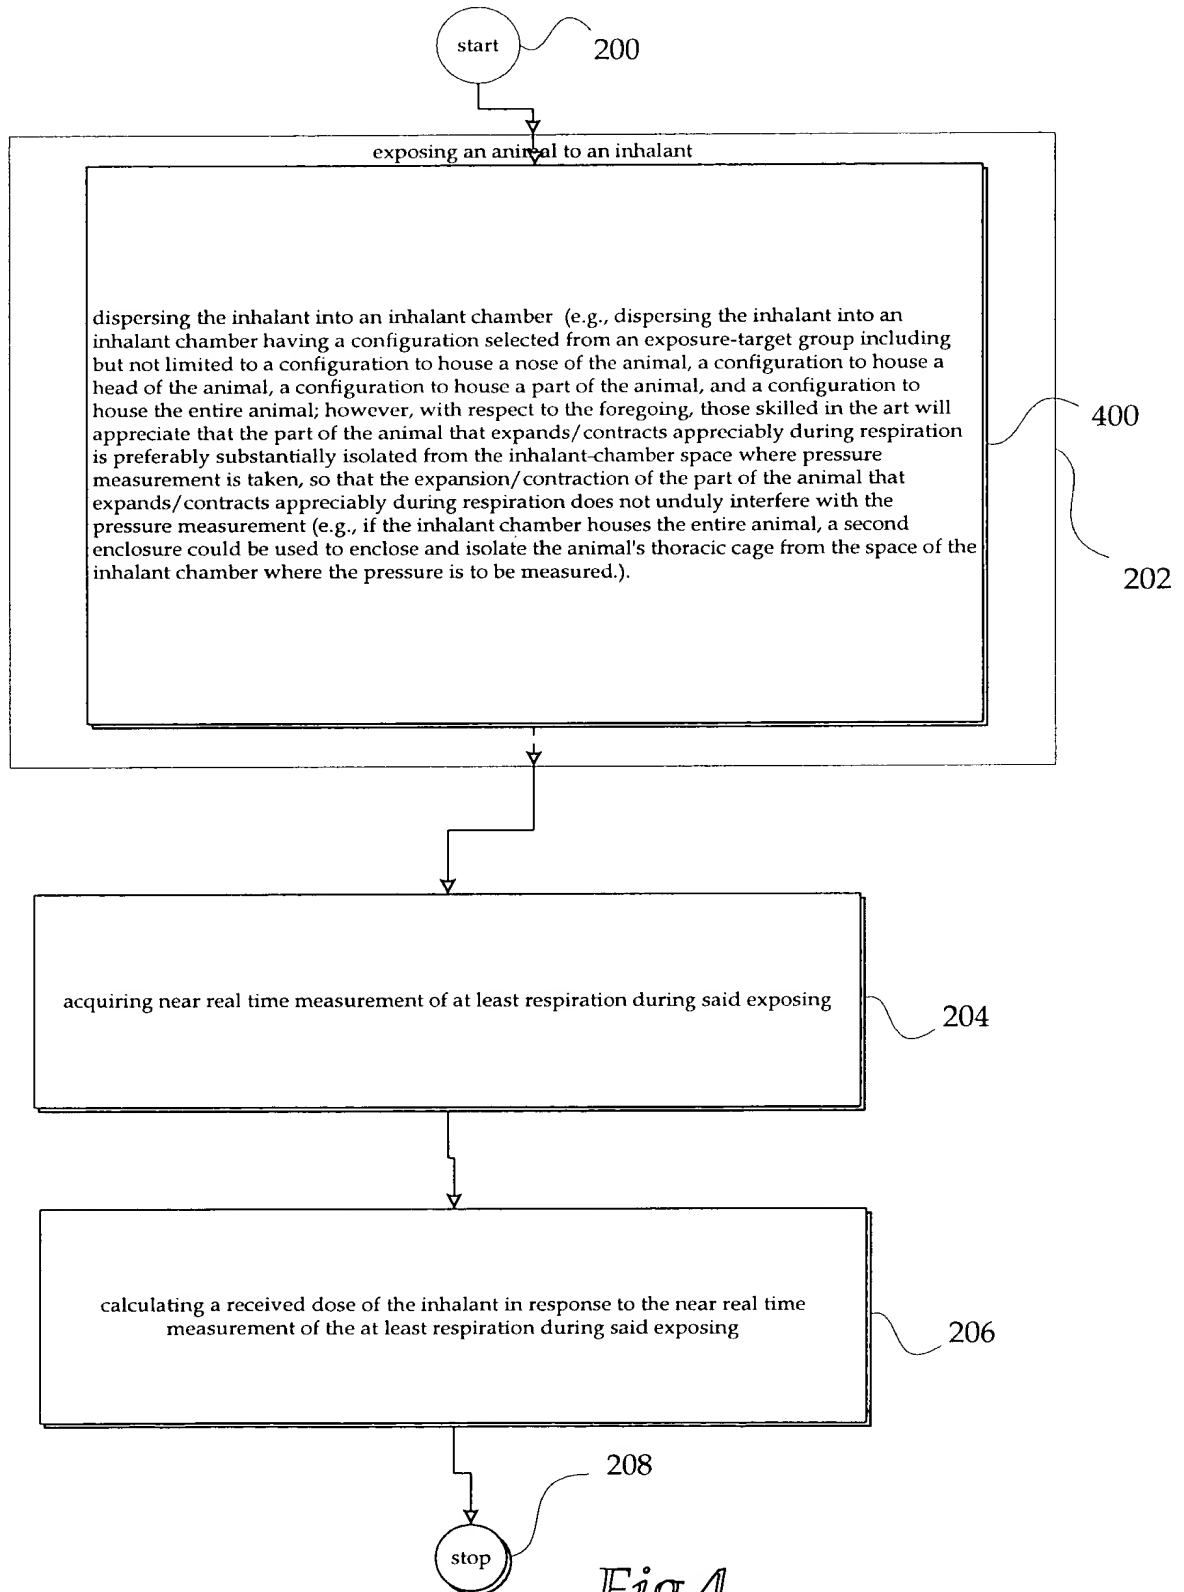 start
200
exposing an animal to an inhalant
dispersing the inhalant into an inhalant chamber (e.g., dispersing the inhalant into an
inhalant chamber having a configuration selected from an exposure-target group including
but not limited to a configuration to house a nose of the animal, a configuration to house a
head of the animal, a configuration to house a part of the animal, and a configuration to
house the entire animal; however, with respect to the foregoing, those skilled in the art will
appreciate that the part of the animal that expands/contracts appreciably during respiration
is preferably substantially isolated from the inhalant-chamber space where pressure
measurement is taken, so that the expansion/contraction of the part of the animal that
expands/contracts appreciably during respiration does not unduly interfere with the
pressure measurement (e.g., if the inhalant chamber houses the entire animal, a second
enclosure could be used to enclose and isolate the animal's thoracic cage from the space of the
inhalant chamber where the pressure is to be measured.).
400
202
acquiring near real time measurement of at least respiration during said exposing
204
calculating a received dose of the inhalant in response to the near real time
measurement of the at least respiration during said exposing
206
208
stop
Fig.4